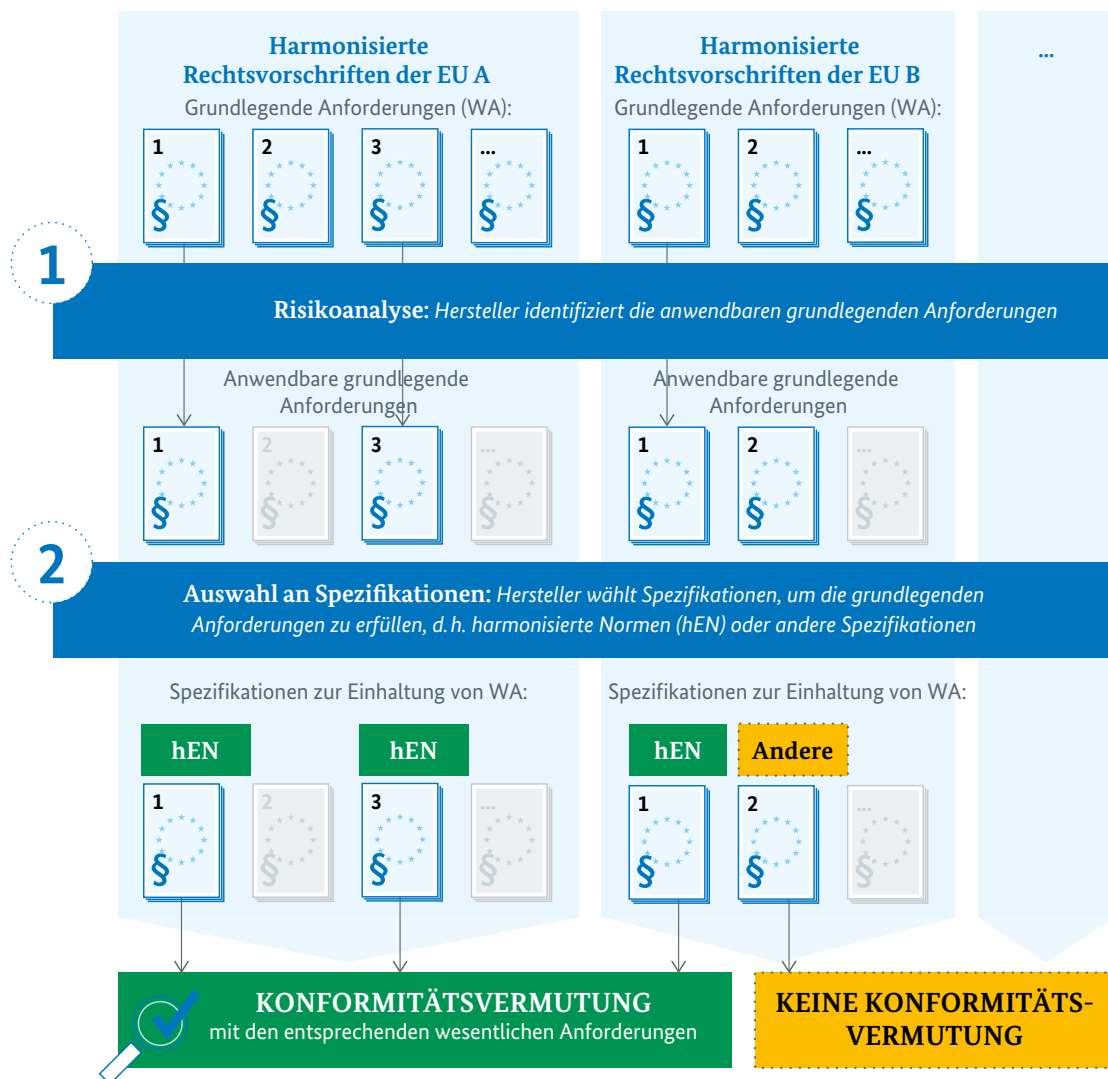 Harmonisierte
Rechtsvorschriften der EU A
Grundlegende Anforderungen (WA):
1
2
3
...
§
§
§
§
Harmonisierte
Rechtsvorschriften der EU B
Grundlegende Anforderungen (WA):
1
2
...
§
§
§
...
1
Risikoanalyse: Hersteller identifiziert die anwendbaren grundlegenden Anforderungen
Anwendbare grundlegende
Anforderungen
1
2
3
...
§
§
Anwendbare grundlegende
Anforderungen
1
2
...
§
§
2
Auswahl an Spezifikationen: Hersteller wählt Spezifikationen, um die grundlegenden
Anforderungen zu erfüllen, d. h. harmonisierte Normen (hEN) oder andere Spezifikationen
Spezifikationen zur Einhaltung von WA:
hEN
hEN
1
2
3
...
§
§
§
§
Spezifikationen zur Einhaltung von WA:
hEN
Andere
1
2
...
§
§
§
KONFORMITÄTSVERMUTUNG
mit den entsprechenden wesentlichen Anforderungen
KEINE KONFORMITÄTS-
VERMUTUNG